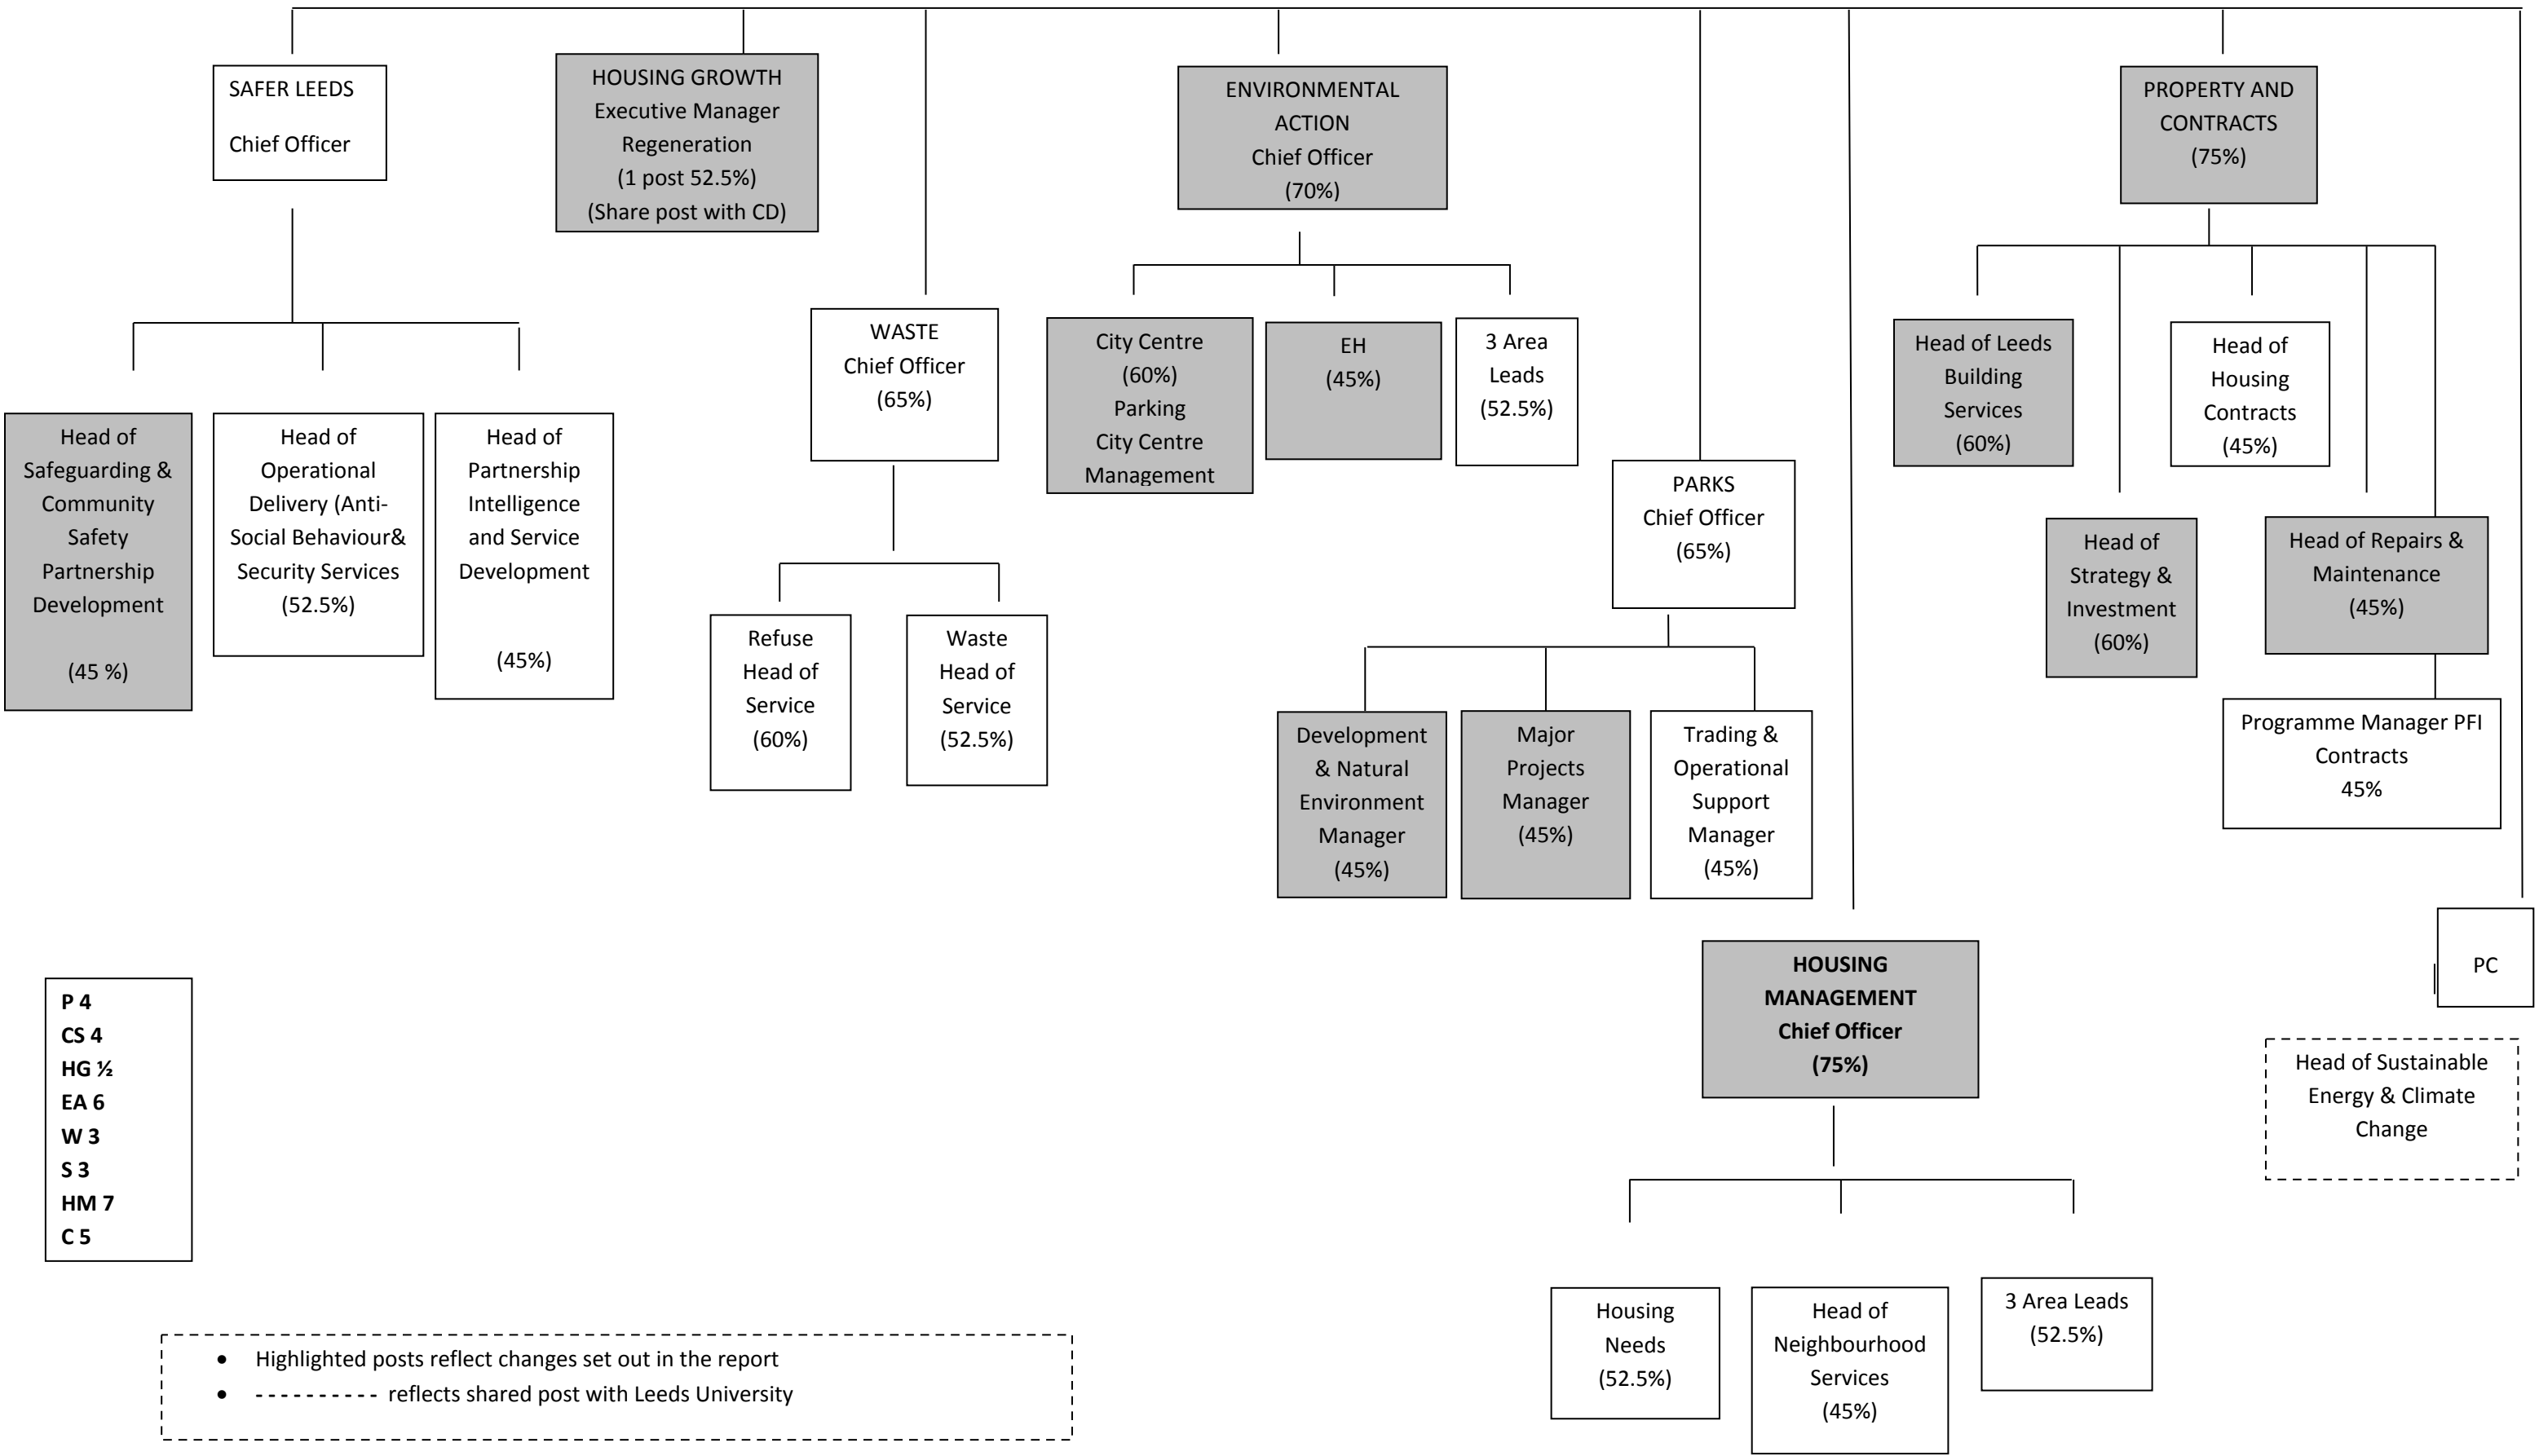 SAFER LEEDS
Chief Officer
HOUSING GROWTH
Executive Manager
Regeneration
(1 post 52.5%)
(Share post with CD)
ENVIRONMENTAL
ACTION
Chief Officer
(70%)
PROPERTY AND
CONTRACTS
(75%)
WASTE
Chief Officer
(65%)
City Centre
(60%)
Parking
City Centre
Management
EH
(45%)
3 Area
Leads
(52.5%)
Head of Leeds
Building
Services
(60%)
Head of
Housing
Contracts
(45%)
Head of
Safeguarding &
Community
Safety
Partnership
Development
(45 %)
Head of
Operational
Delivery (Anti-
Social Behaviour&
Security Services
(52.5%)
Head of
Partnership
Intelligence
and Service
Development
(45%)
PARKS
Chief Officer
(65%)
Head of
Strategy &
Investment
(60%)
Head of Repairs &
Maintenance
(45%)
Refuse
Head of
Service
(60%)
Waste
Head of
Service
(52.5%)
Development
& Natural
Environment
Manager
(45%)
Major
Projects
Manager
(45%)
Trading &
Operational
Support
Manager
(45%)
Programme Manager PFI
Contracts
45%
HOUSING
MANAGEMENT
Chief Officer
(75%)
PC
P 4
CS 4
HG ½
EA 6
W 3
S 3
HM 7
C 5
Head of Sustainable
Energy & Climate
Change
Housing
Needs
(52.5%)
Head of
Neighbourhood
Services
(45%)
3 Area Leads
(52.5%)
• Highlighted posts reflect changes set out in the report
• - - - - - - - - - - reflects shared post with Leeds University